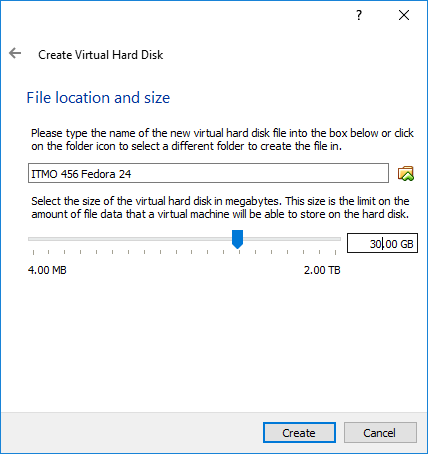 ?
Create Virtual Hard Disk
File location and size
Please type the name of the new virtual hard disk file into the box below or click
on the folder icon to select a different folder to create the file in.
ITMO 456 Fedora 24
Select the size of the virtual hard disk in megabytes. This size is the limit on the
amount of file data that a virtual machine will be able to store on the hard disk.
30.00 GB
4.00 MB 2.00 TB
Create Cancel